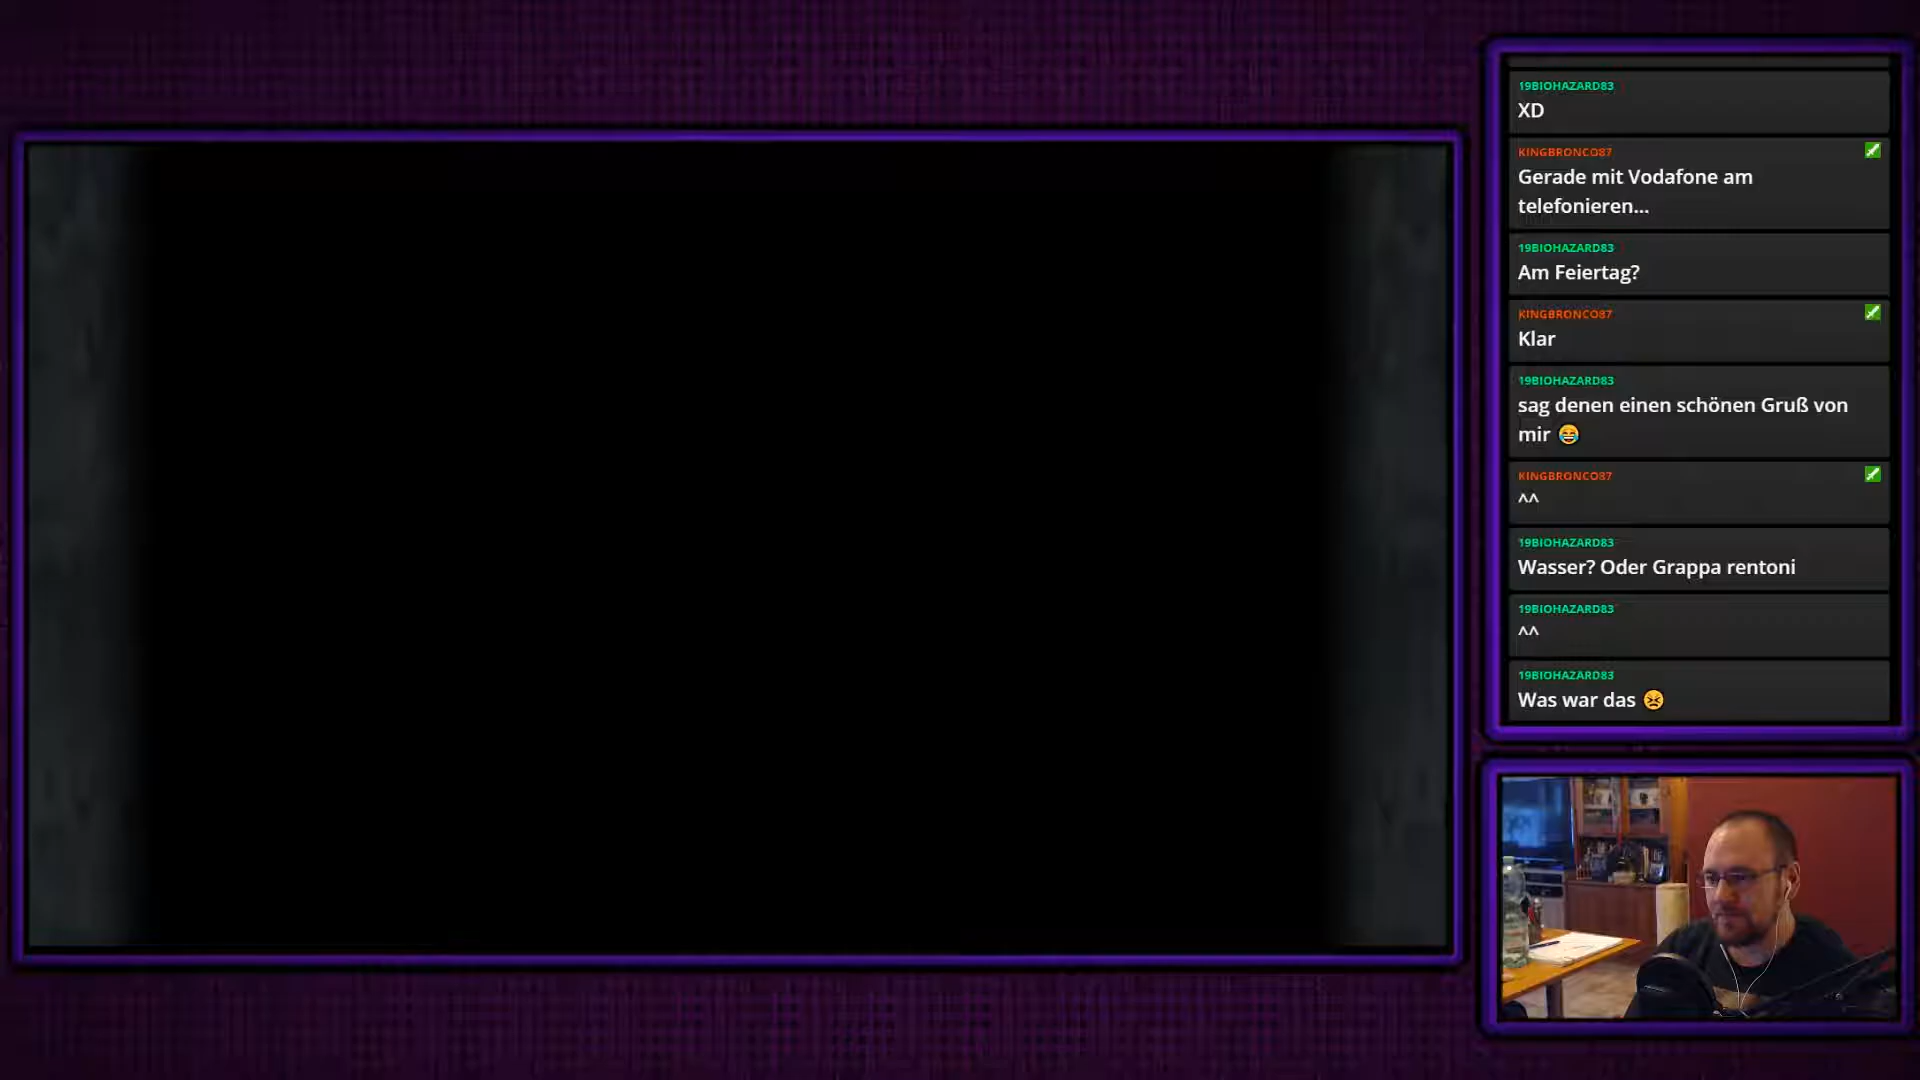 19BIOHAZARD83
XD
KINGBRONCO87
Gerade mit Vodafone am
telefonieren...
19BIOHAZARD83
Am Feiertag?
KINGBRONCO87
Klar
19BIOHAZARD83
sag denen einen schönen Gruß von
mir 😂
KINGBRONCO87
^^
19BIOHAZARD83
Wasser? Oder Grappa rentoni
19BIOHAZARD83
^^
19BIOHAZARD83
Was war das 😣